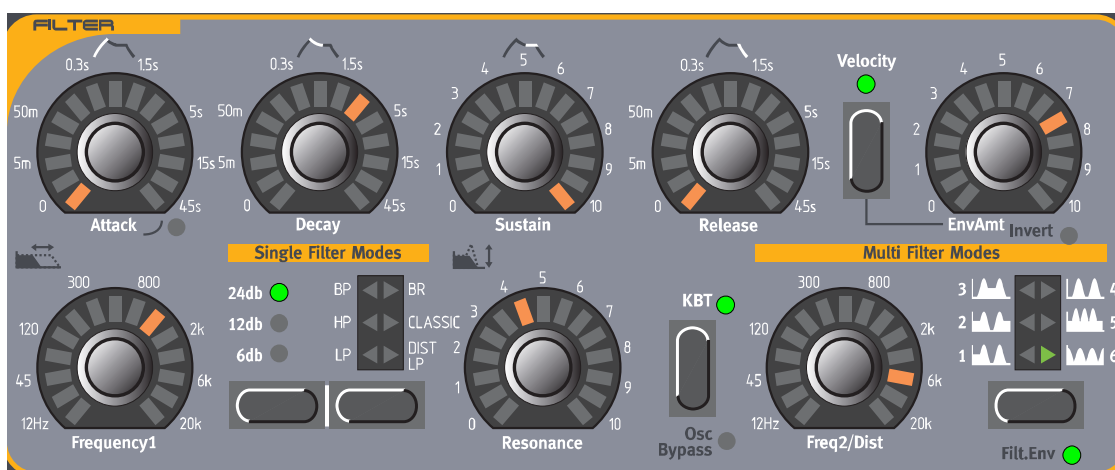 FILTER
0 5m 50m 0.3s 1.5s 5s 15s 45s
Attack
0 5m 50m 0.3s 1.5s 5s 15s 45s
Decay
0 1 2 3 4 5 6 7 8 9 10
Sustain
0 5m 50m 0.3s 1.5s 5s 15s 45s
Release
Velocity
0 1 2 3 4 5 6 7 8 9 10
EnvAmt
Invert
12Hz 45 120 300 800 2k 6k 20k
Frequency1
Single Filter Modes
24db
12db
6db
BP BR
HP CLASSIC
LP DIST
LP
0 1 2 3 4 5 6 7 8 9 10
Resonance
KBT
Osc
Bypass
12Hz 45 120 300 800 2k 6k 20k
Freq2/Dist
Multi Filter Modes
3 4
2 5
1 6
Filt.Env